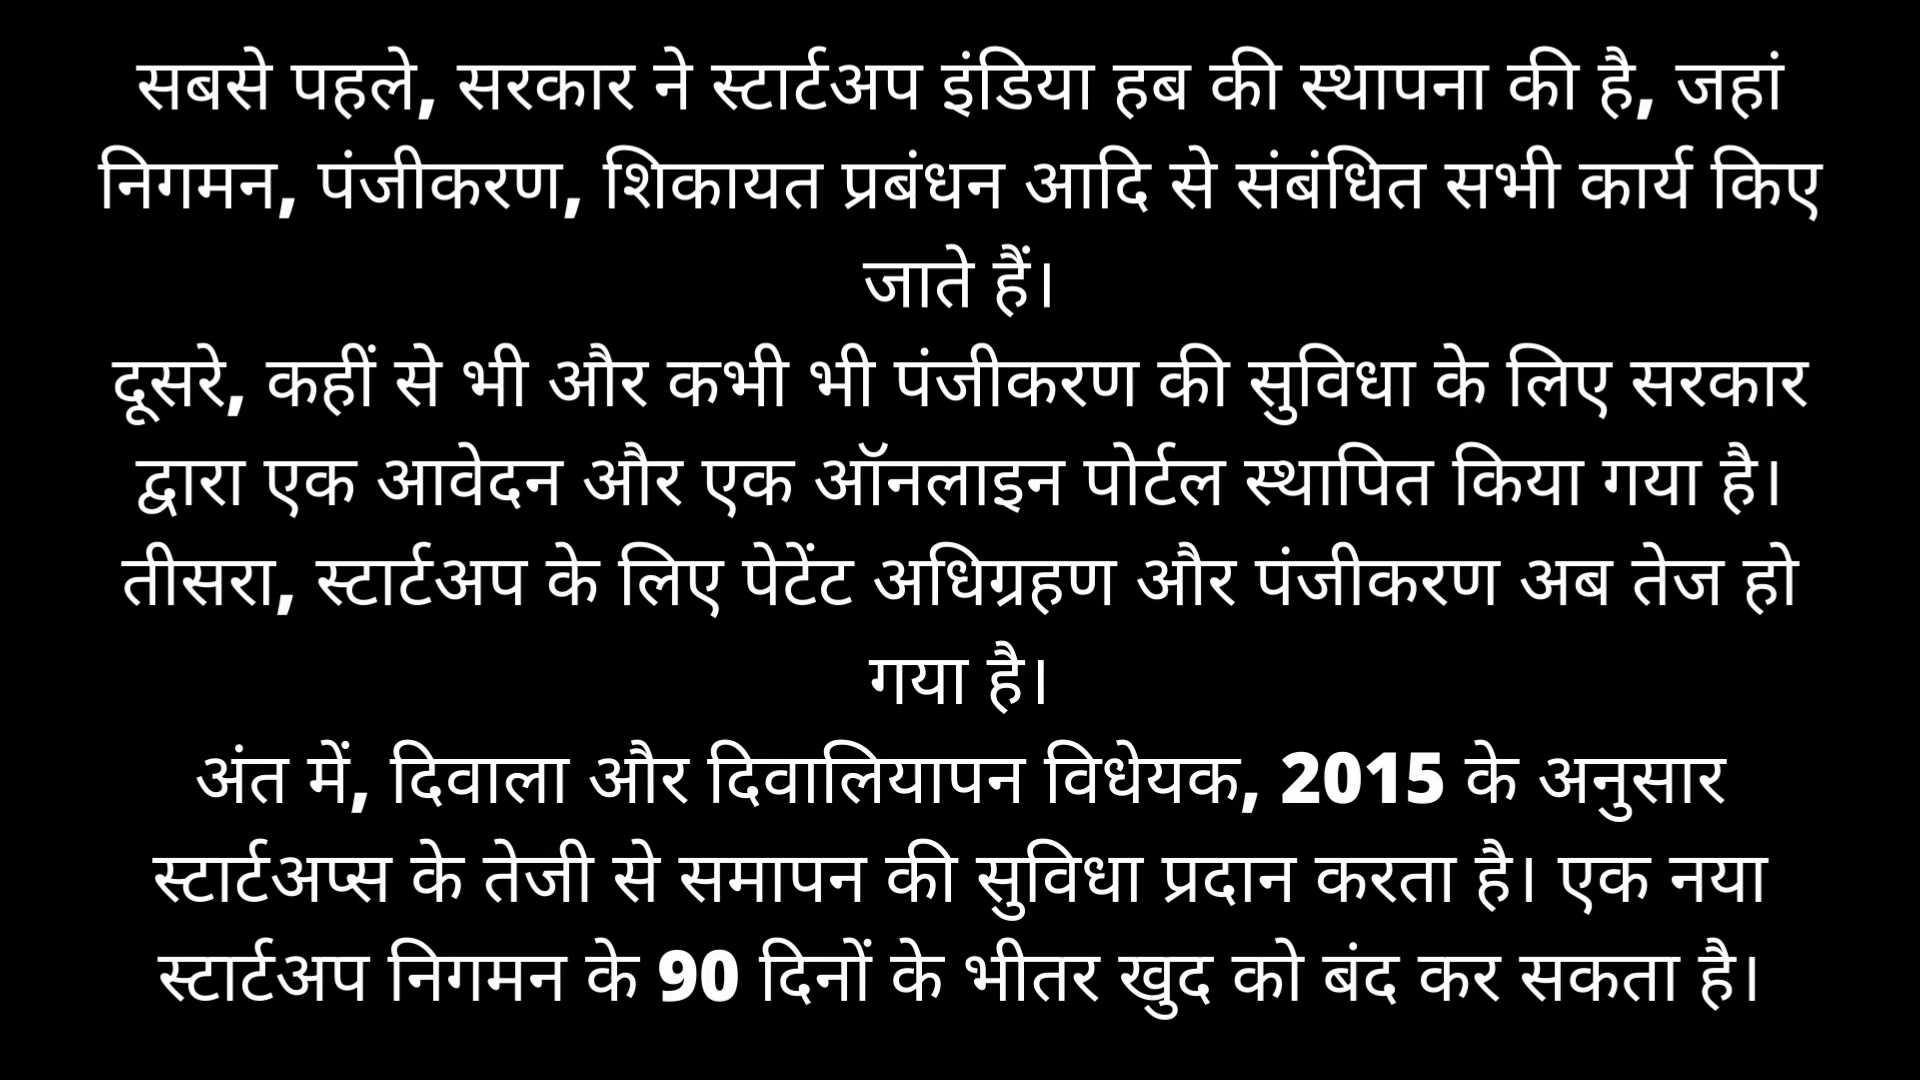 सबसे पहले, सरकार ने स्टार्टअप इंडिया हब की स्थापना की है, जहां
निगमन, पंजीकरण, शिकायत प्रबंधन आदि से संबंधित सभी कार्य किए
जाते हैं।
दूसरे, कहीं से भी और कभी भी पंजीकरण की सुविधा के लिए सरकार
द्वारा एक आवेदन और एक ऑनलाइन पोर्टल स्थापित किया गया है।
तीसरा, स्टार्टअप के लिए पेटेंट अधिग्रहण और पंजीकरण अब तेज हो
गया है।
अंत में, दिवाला और दिवालियापन विधेयक, 2015 के अनुसार
स्टार्टअप्स के तेजी से समापन की सुविधा प्रदान करता है। एक नया
स्टार्टअप निगमन के 90 दिनों के भीतर खुद को बंद कर सकता है।